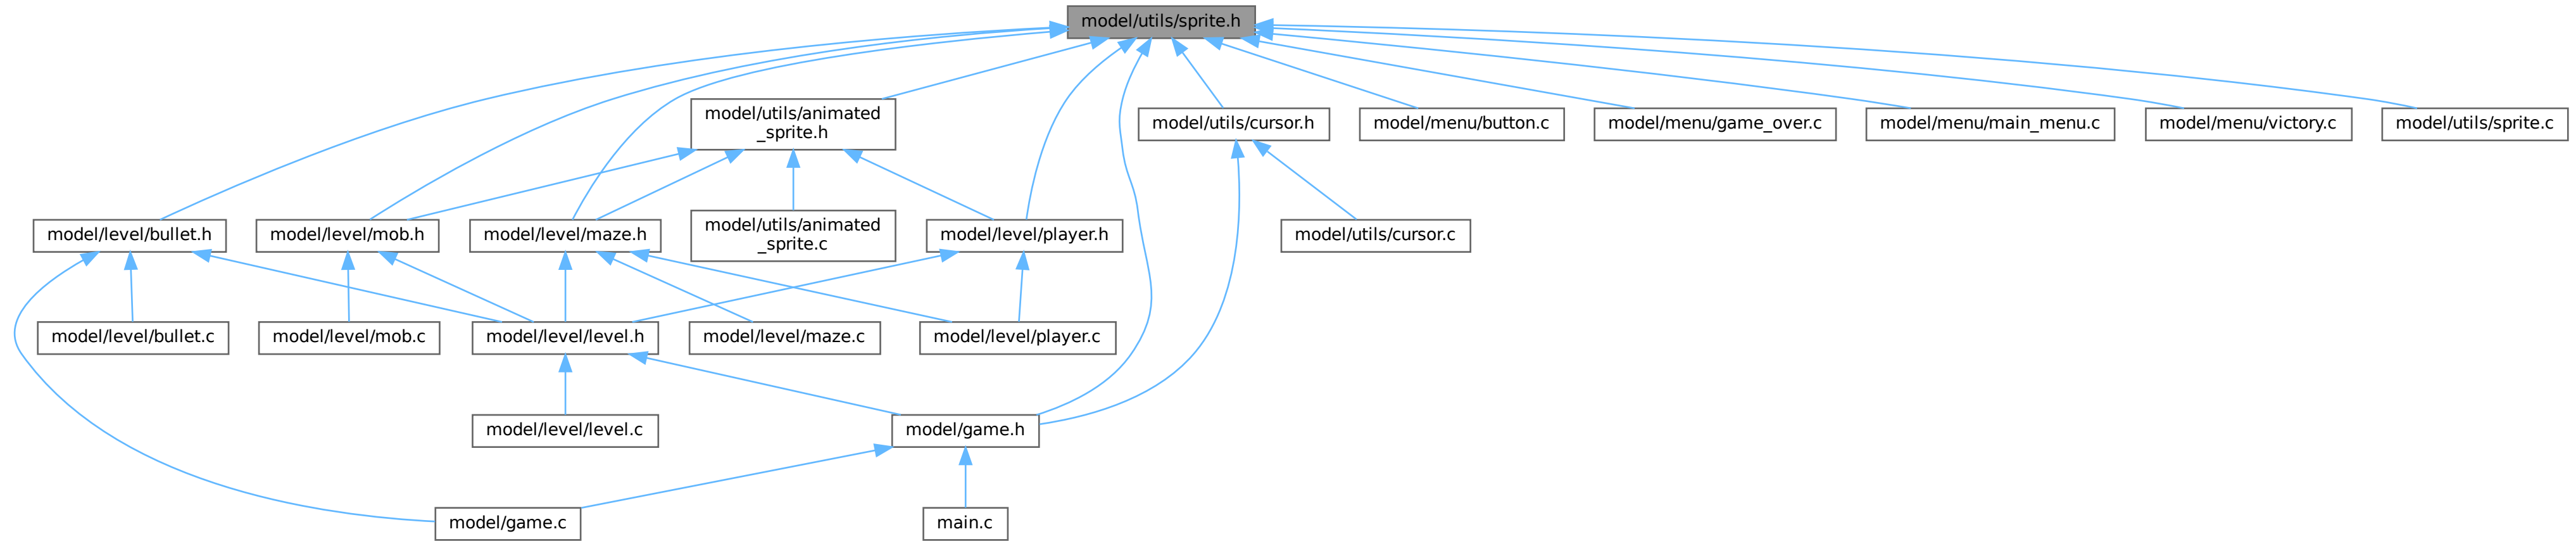 model/utils/sprite.h
model/utils/animated
_sprite.h
model/utils/cursor.h
model/menu/button.c
model/menu/game_over.c
model/menu/main_menu.c
model/menu/victory.c
model/utils/sprite.c
model/level/bullet.h
model/level/mob.h
model/level/maze.h
model/utils/animated
_sprite.c
model/level/player.h
model/utils/cursor.c
model/level/bullet.c
model/level/mob.c
model/level/level.h
model/level/maze.c
model/level/player.c
model/level/level.c
model/game.h
model/game.c
main.c